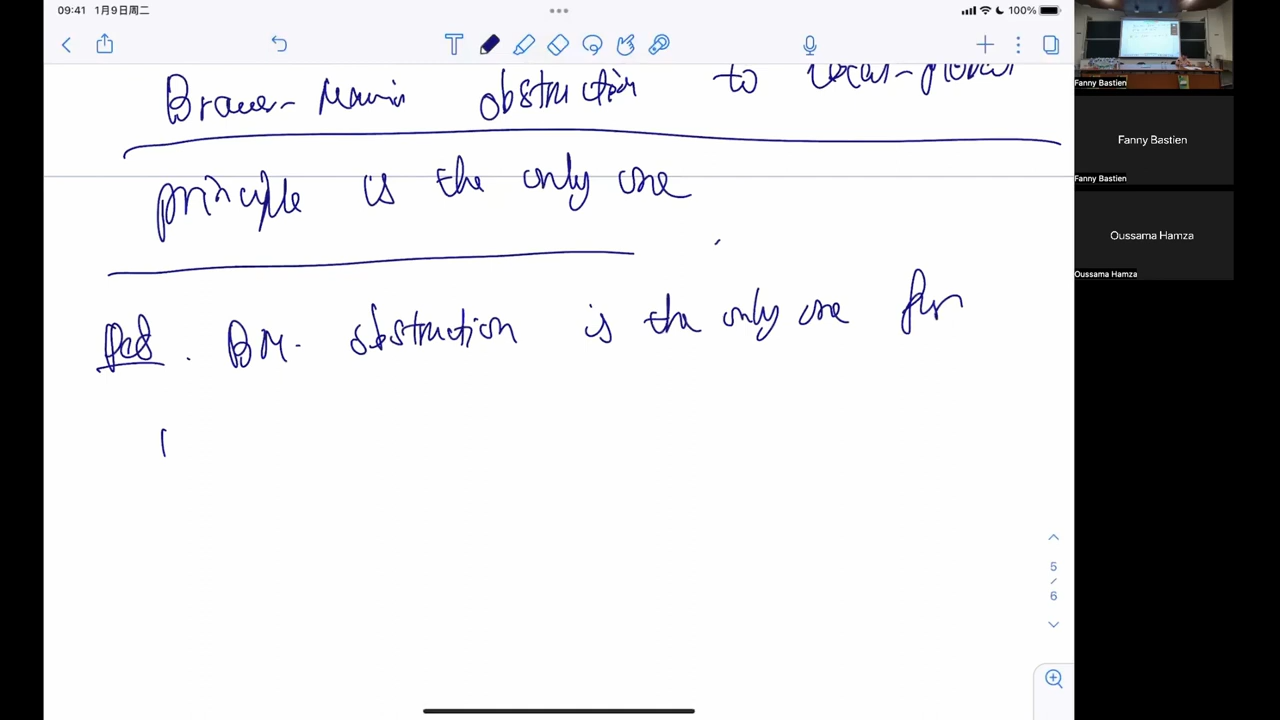 09:41 1月9日周二
100%
Brauer-Manin obstruction to local-global
principle is the only one
Def. BM. obstruction is the only one for
5
/
6
Fanny Bastien
Fanny Bastien
Fanny Bastien
Oussama Hamza
Oussama Hamza